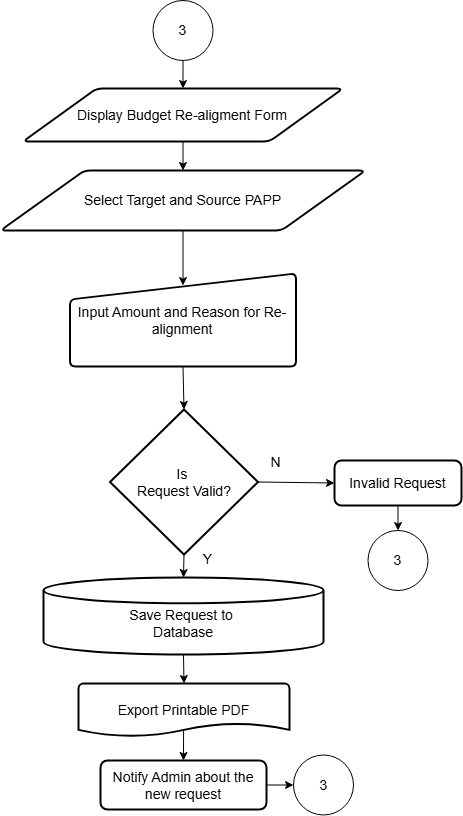 3
Display Budget Re-aligment Form
Select Target and Source PAPP
Input Amount and Reason for Re-
alignment
Is
Request Valid?
N
Invalid Request
3
Y
Save Request to
Database
Export Printable PDF
Notify Admin about the
new request
3